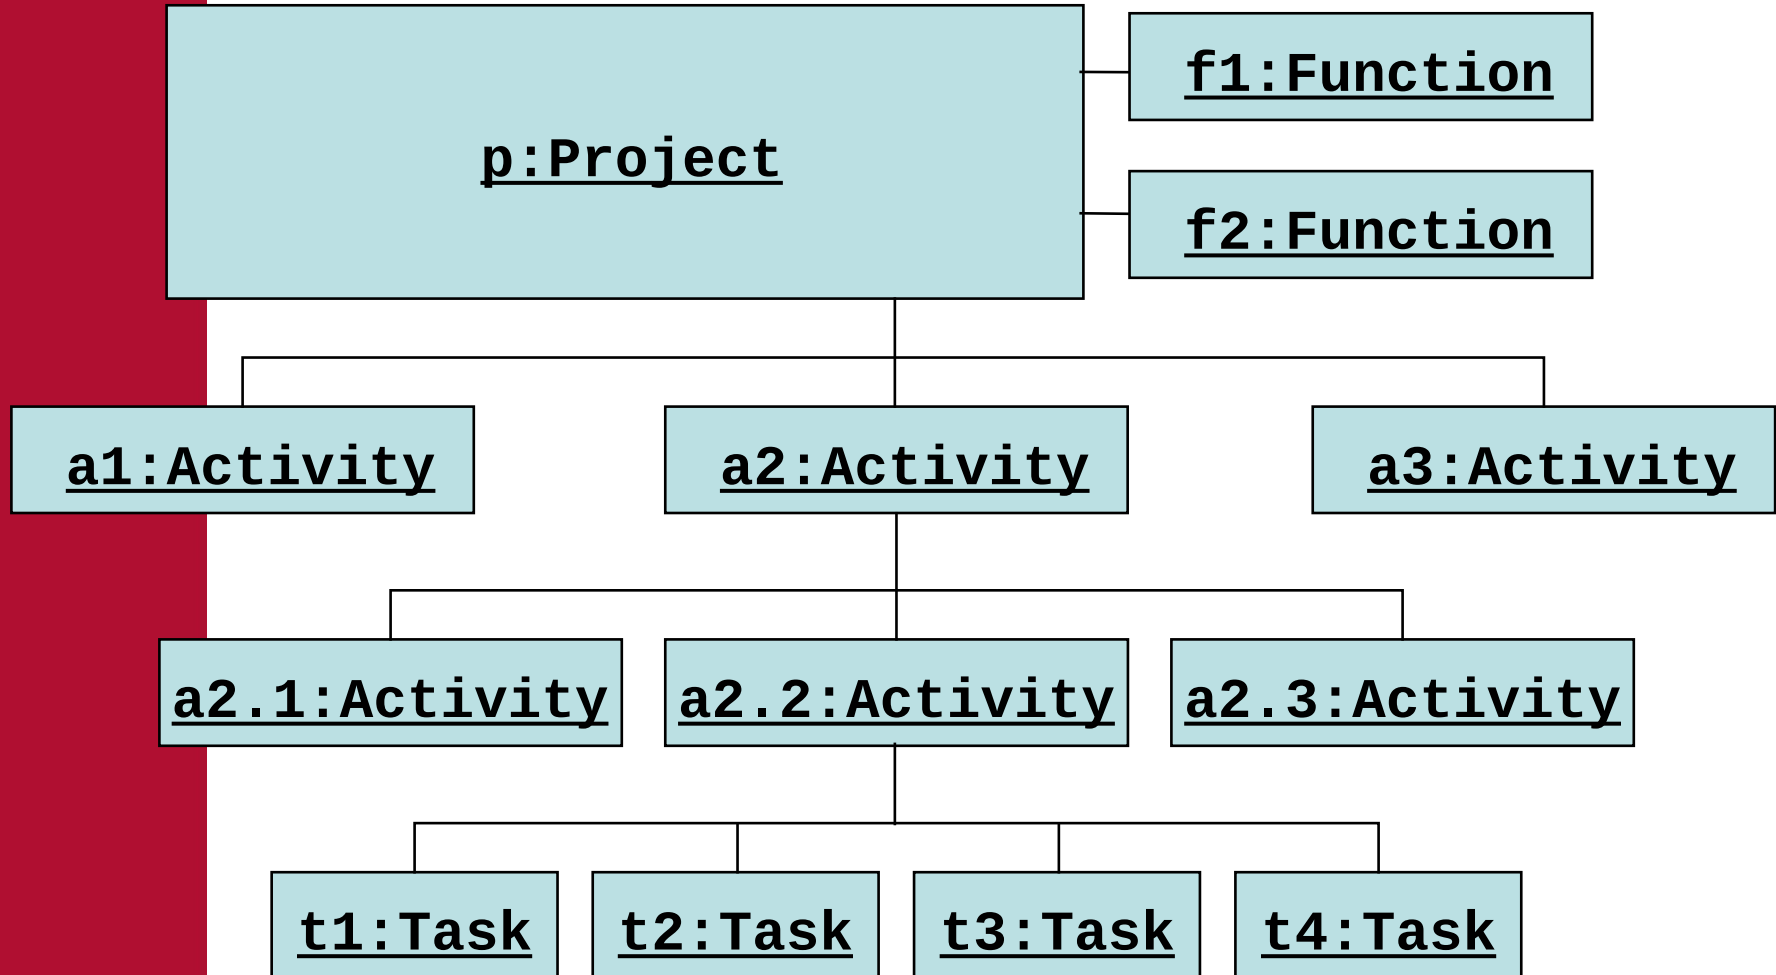 f1:Function
p:Project
f2:Function
a1:Activity
a2:Activity
a3:Activity
a2.1:Activity
a2.2:Activity
a2.3:Activity
t1:Task
t2:Task
t3:Task
t4:Task